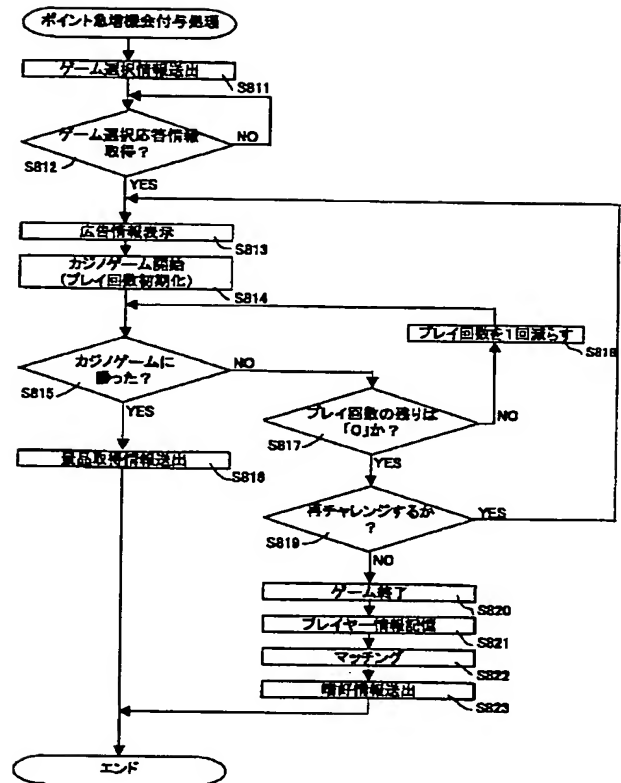 ポイント急増機会付与処理
ゲーム選択情報送出
S811
ゲーム選択応答情報
取得？
NO
S812
YES
広告情報表示
S813
カジノゲーム開始
(プレイ回数初期化)
S814
プレイ回数を1回減らす
S818
カジノゲームに
勝った？
NO
S815
YES
プレイ回数の残りは
「0」か？
NO
S817
YES
景品取得情報送出
S816
再チャレンジするか
？
YES
S819
NO
ゲーム終了
S820
プレイヤー情報記憶
S821
マッチング
S822
嗜好情報送出
S823
エンド